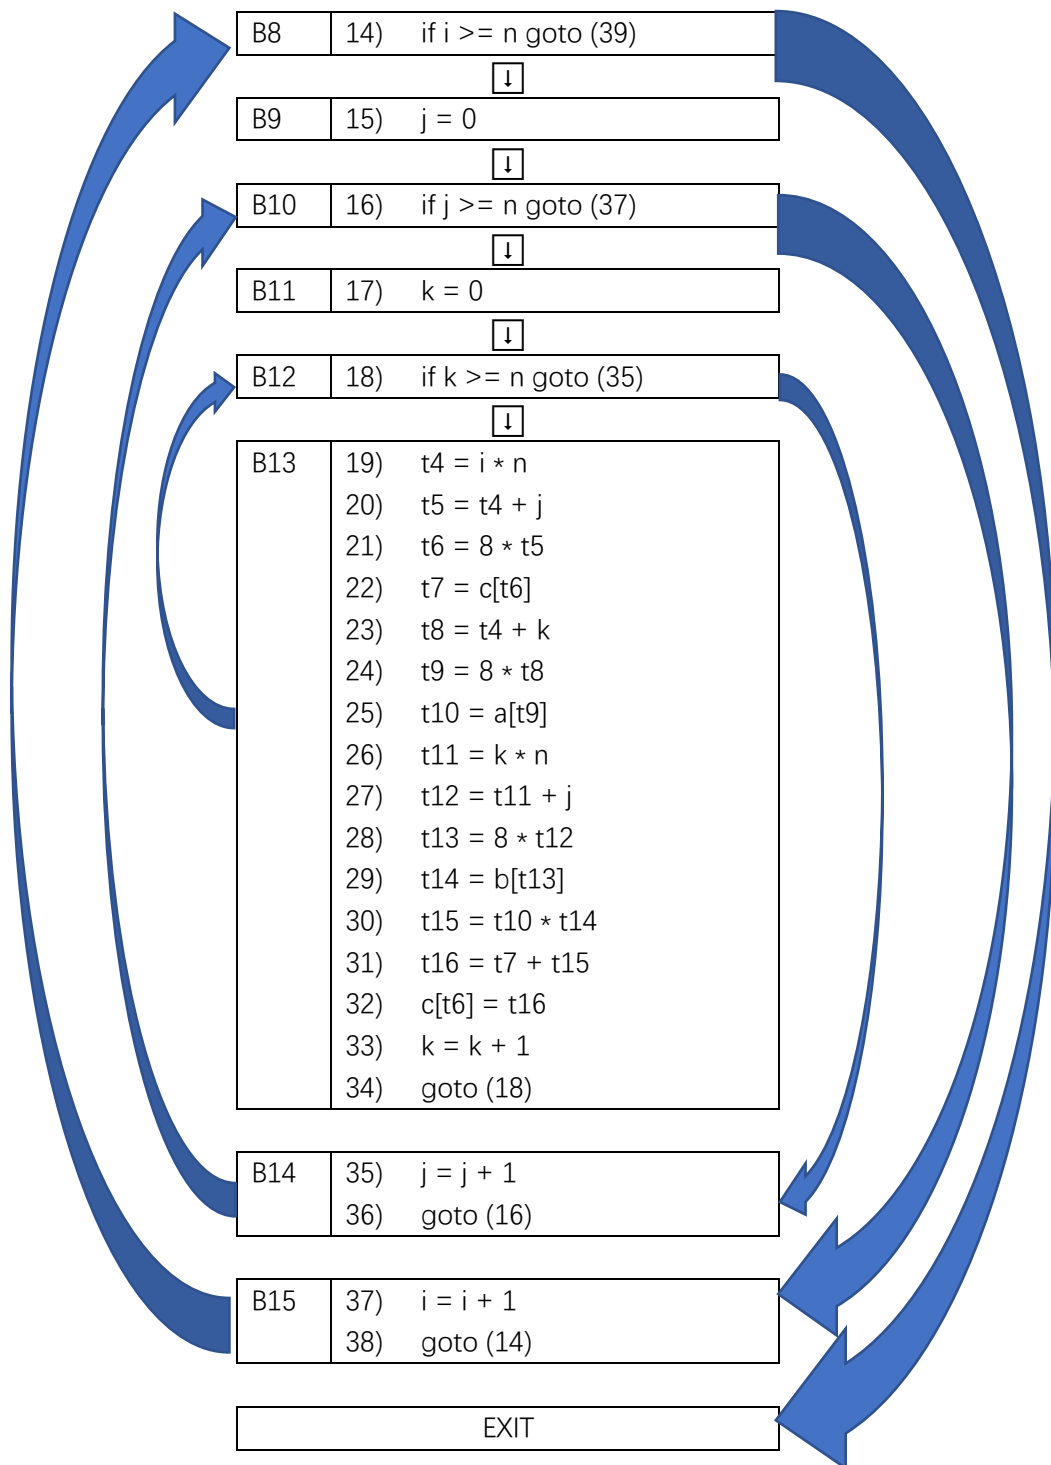 B8 14) if i >= n goto (39)
↓
B9 15) j = 0
↓
B10 16) if j >= n goto (37)
↓
B11 17) k = 0
↓
B12 18) if k >= n goto (35)
↓
B13 19) t4 = i * n
20) t5 = t4 + j
21) t6 = 8 * t5
22) t7 = c[t6]
23) t8 = t4 + k
24) t9 = 8 * t8
25) t10 = a[t9]
26) t11 = k * n
27) t12 = t11 + j
28) t13 = 8 * t12
29) t14 = b[t13]
30) t15 = t10 * t14
31) t16 = t7 + t15
32) c[t6] = t16
33) k = k + 1
34) goto (18)
B14 35) j = j + 1
36) goto (16)
B15 37) i = i + 1
38) goto (14)
EXIT